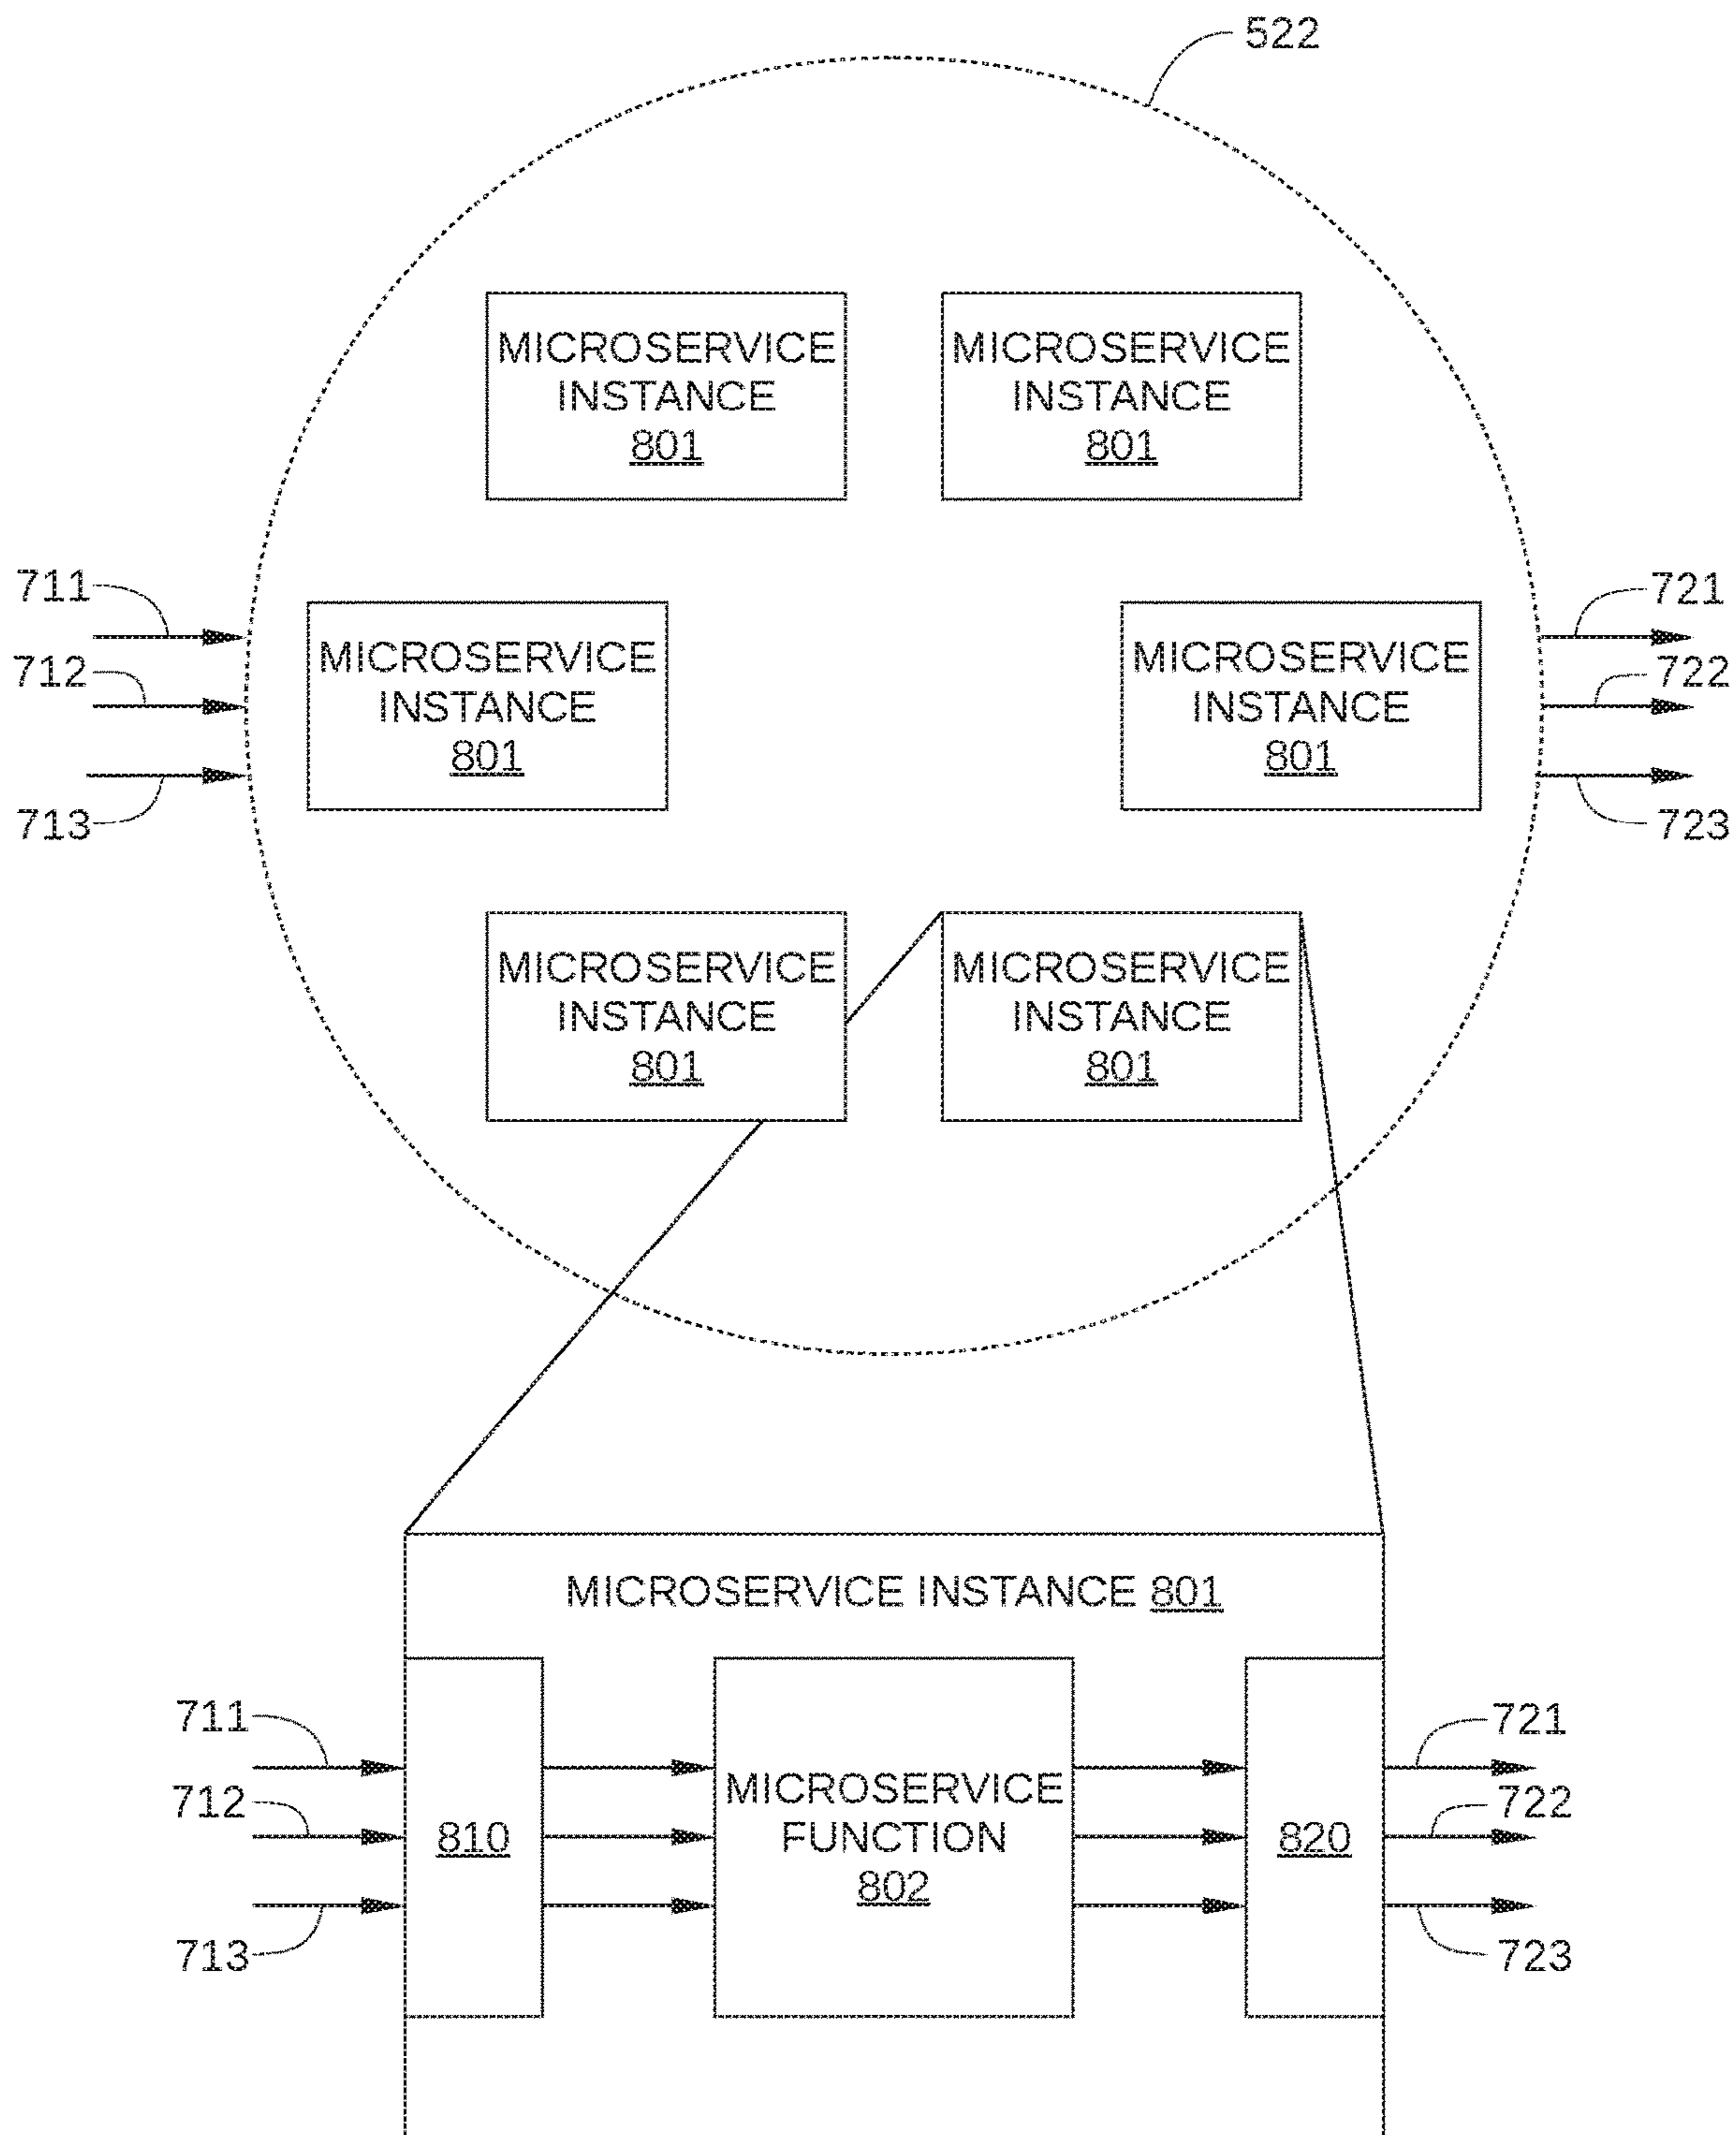 522
MICROSERVICE
INSTANCE
801
MICROSERVICE
INSTANCE
801
711
712
713
MICROSERVICE
INSTANCE
801
MICROSERVICE
INSTANCE
801
721
722
723
MICROSERVICE
INSTANCE
801
MICROSERVICE
INSTANCE
801
MICROSERVICE INSTANCE 801
711
712
713
810
MICROSERVICE
FUNCTION
802
820
721
722
723